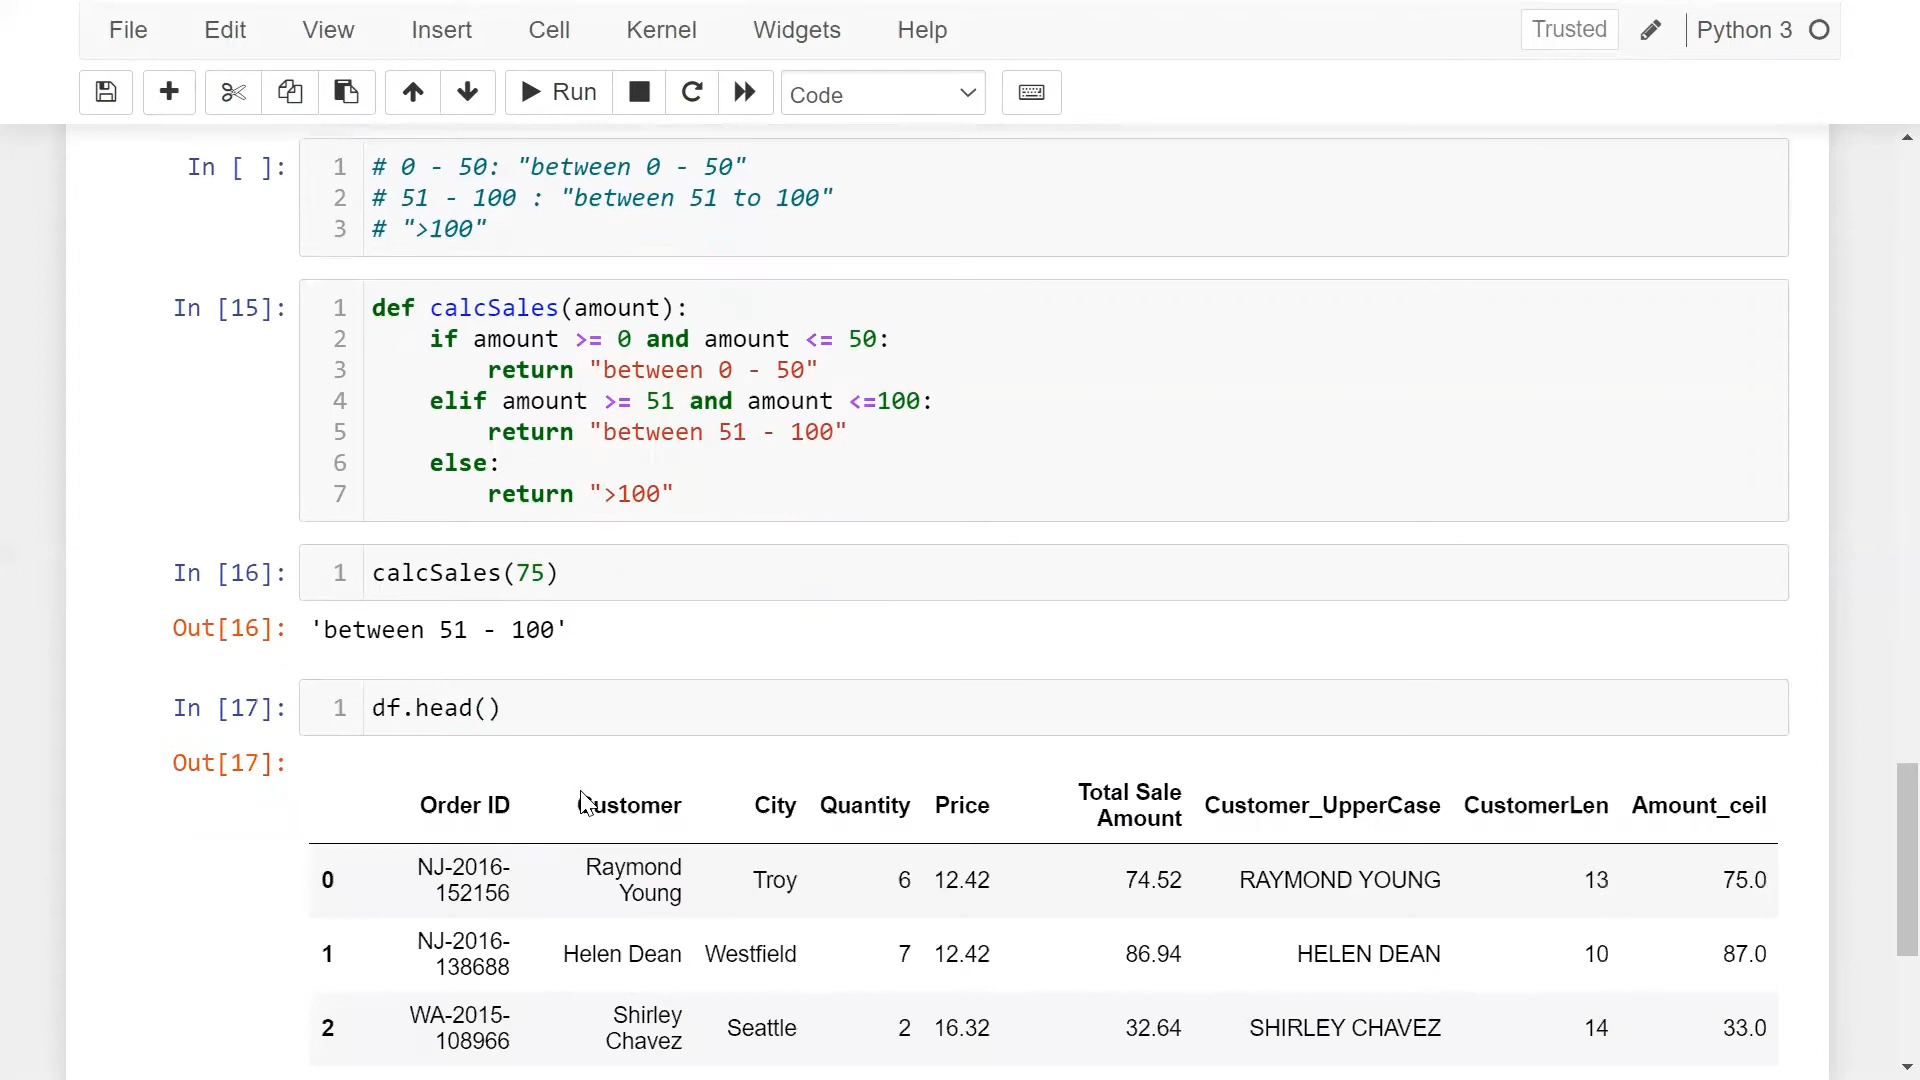 File Edit View Insert Cell Kernel Widgets Help Trusted Python 3
Run Code
In [ ]: 1 # 0 - 50: "between 0 - 50"
2 # 51 - 100 : "between 51 to 100"
3 # ">100"
In [15]: 1 def calcSales(amount):
2     if amount >= 0 and amount <= 50:
3         return "between 0 - 50"
4     elif amount >= 51 and amount <=100:
5         return "between 51 - 100"
6     else:
7         return ">100"
In [16]: 1 calcSales(75)
Out[16]: 'between 51 - 100'
In [17]: 1 df.head()
Out[17]:
Order ID Customer City Quantity Price Total Sale Amount Customer_UpperCase CustomerLen Amount_ceil
0 NJ-2016-152156 Raymond Young Troy 6 12.42 74.52 RAYMOND YOUNG 13 75.0
1 NJ-2016-138688 Helen Dean Westfield 7 12.42 86.94 HELEN DEAN 10 87.0
2 WA-2015-108966 Shirley Chavez Seattle 2 16.32 32.64 SHIRLEY CHAVEZ 14 33.0